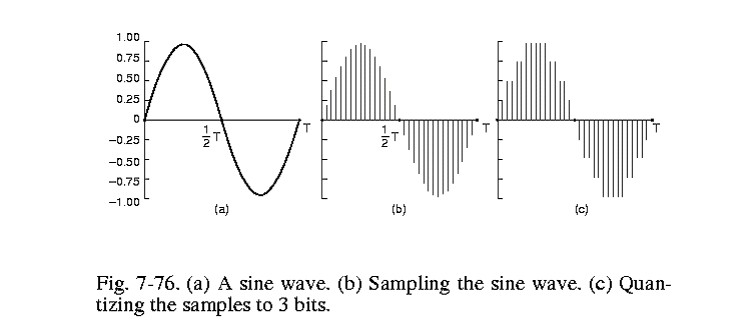 1.00
0.75
0.50
0.25
0
−0.25
−0.50
−0.75
−1.00
1/2 T
T
1/2 T
T
T
(a)
(b)
(c)
Fig. 7-76. (a) A sine wave. (b) Sampling the sine wave. (c) Quan-
tizing the samples to 3 bits.